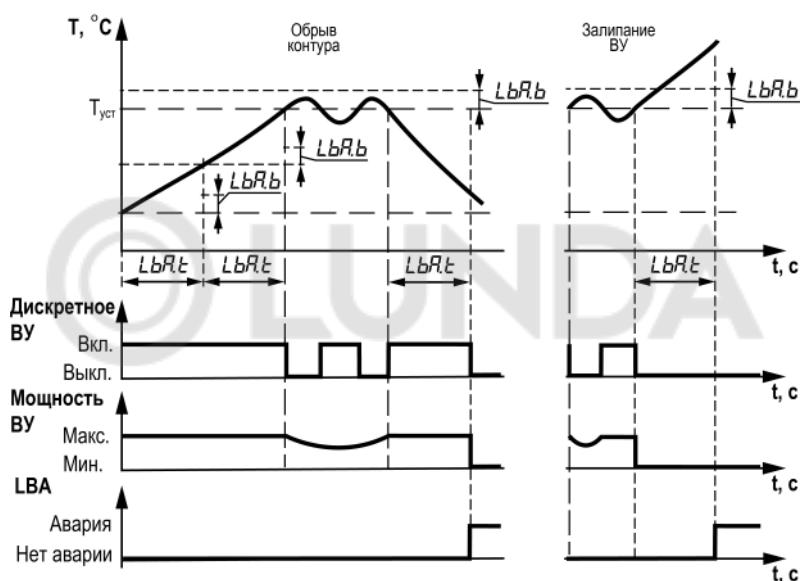 T, °C
Обрыв
контура
Залипание
ВУ
Tуст
LbA.b
LbA.b
LbA.b
LbA.b
LbA.t
LbA.t
LbA.t
LbA.t
t, c
t, c
LUNDA
Дискретное
ВУ
Вкл.
Выкл.
t, c
t, c
Мощность
ВУ
Макс.
Мин.
t, c
LBA
Авария
Нет аварии
t, c